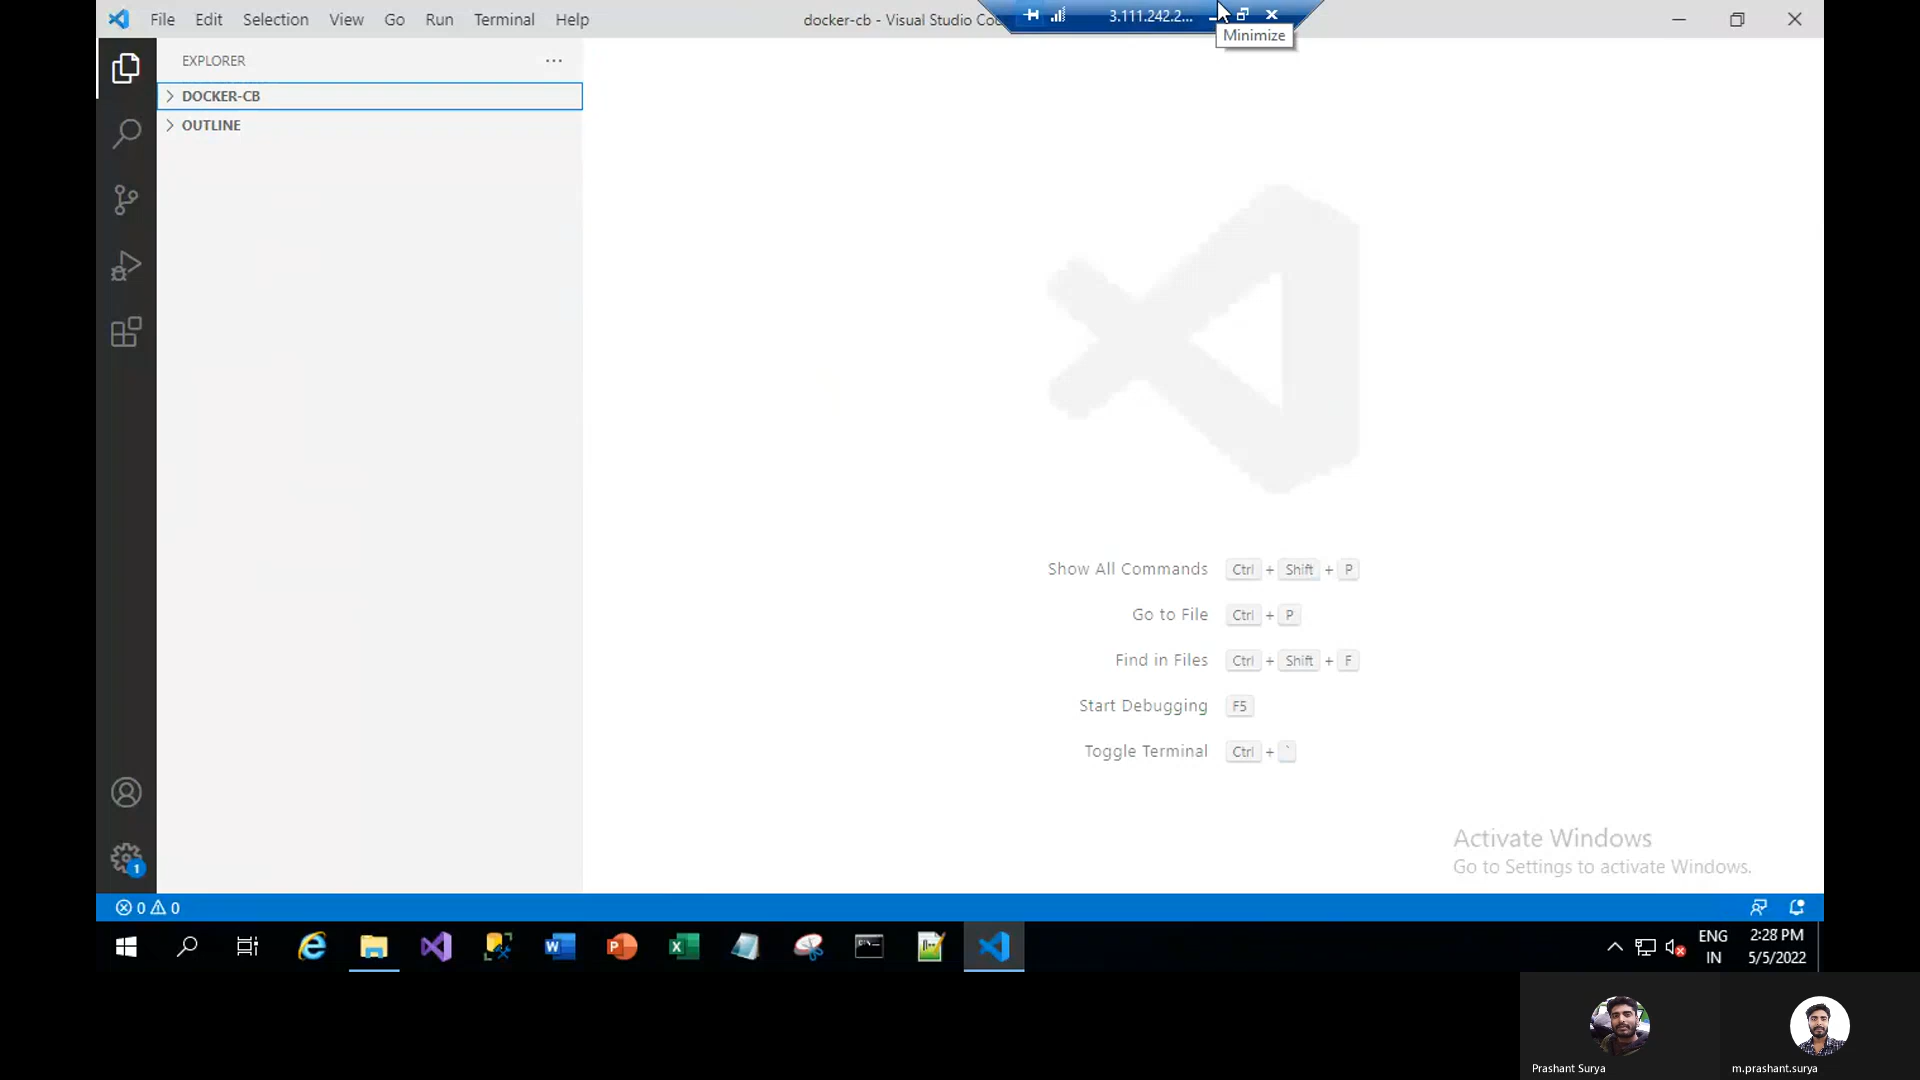 File Edit Selection View Go Run Terminal Help
docker-cb - Visual Studio Co
3.111.242.2...
Minimize
EXPLORER
DOCKER-CB
OUTLINE
Show All Commands Ctrl + Shift + P
Go to File Ctrl + P
Find in Files Ctrl + Shift + F
Start Debugging F5
Toggle Terminal Ctrl + `
Activate Windows
Go to Settings to activate Windows.
1
0 0
ENG
IN
2:28 PM
5/5/2022
Prashant Surya
m.prashant.surya